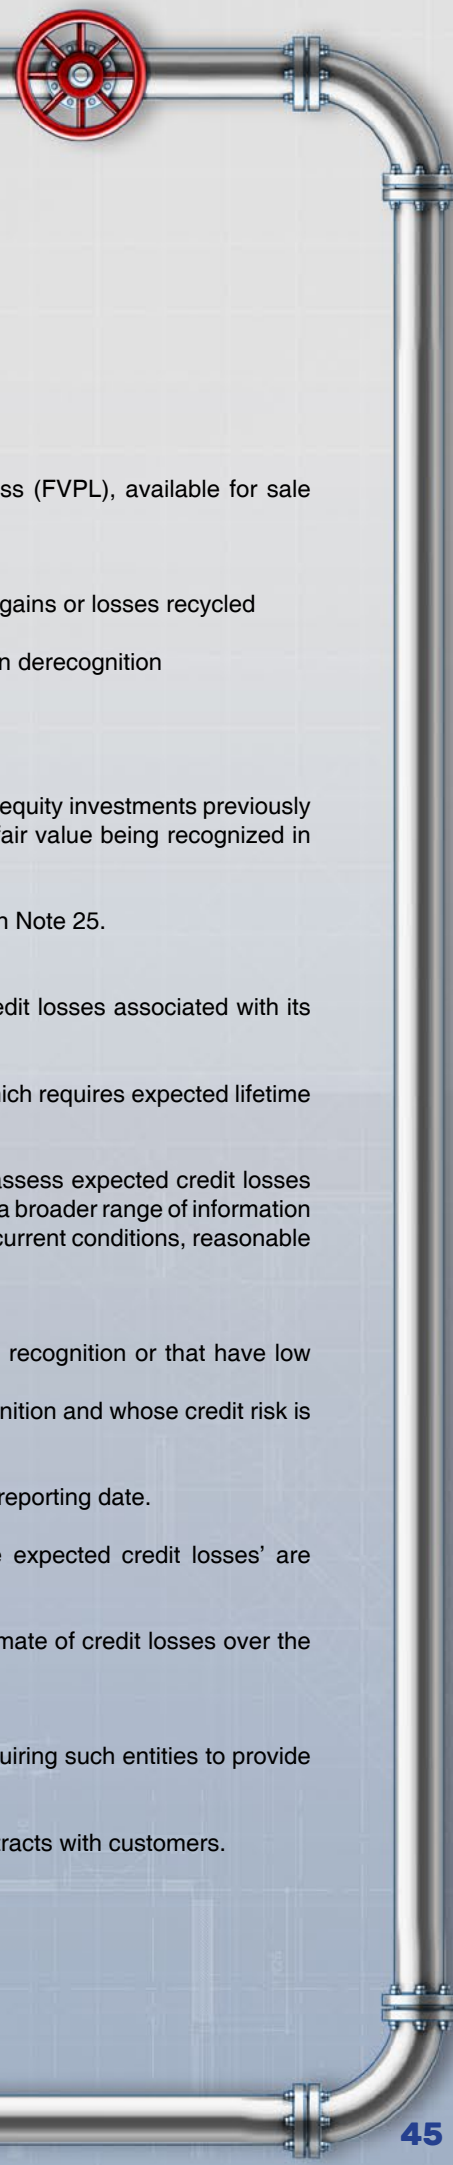 ss (FVPL), available for sale
gains or losses recycled
n derecognition
equity investments previously
fair value being recognized in
n Note 25.
edit losses associated with its
ich requires expected lifetime
assess expected credit losses
a broader range of information
current conditions, reasonable
recognition or that have low
nition and whose credit risk is
reporting date.
e expected credit losses’ are
mate of credit losses over the
uiring such entities to provide
tracts with customers.
45